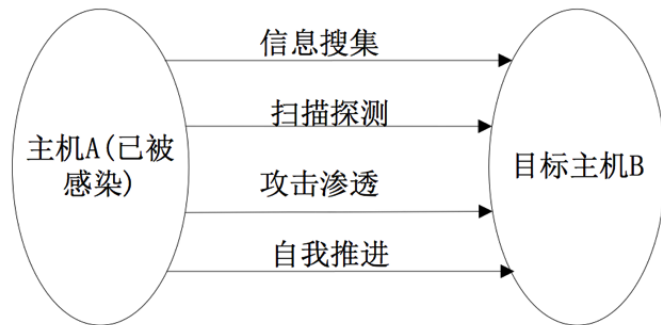 信息搜集
扫描探测
主机A(已被
感染)
攻击渗透
目标主机B
自我推进